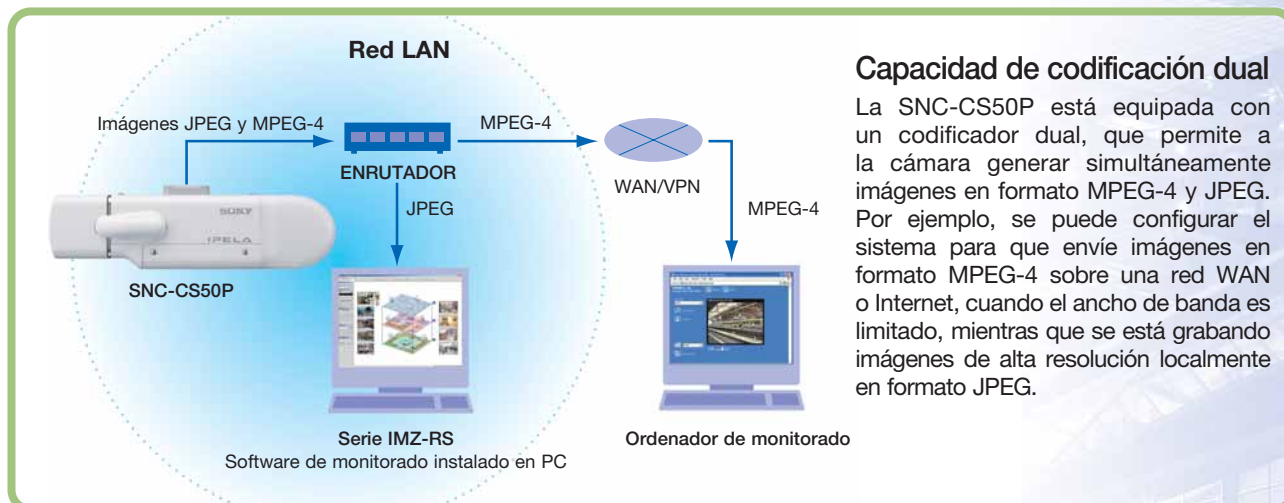 Red LAN
Imágenes JPEG y MPEG-4
MPEG-4
ENRUTADOR
WAN/VPN
JPEG
MPEG-4
SONY
IPELA
SNC-CS50P
Serie IMZ-RS
Software de monitorado instalado en PC
Ordenador de monitorado
Capacidad de codificación dual
La SNC-CS50P está equipada con
un codificador dual, que permite a
la cámara generar simultáneamente
imágenes en formato MPEG-4 y JPEG.
Por ejemplo, se puede configurar el
sistema para que envíe imágenes en
formato MPEG-4 sobre una red WAN
o Internet, cuando el ancho de banda es
limitado, mientras que se está grabando
imágenes de alta resolución localmente
en formato JPEG.